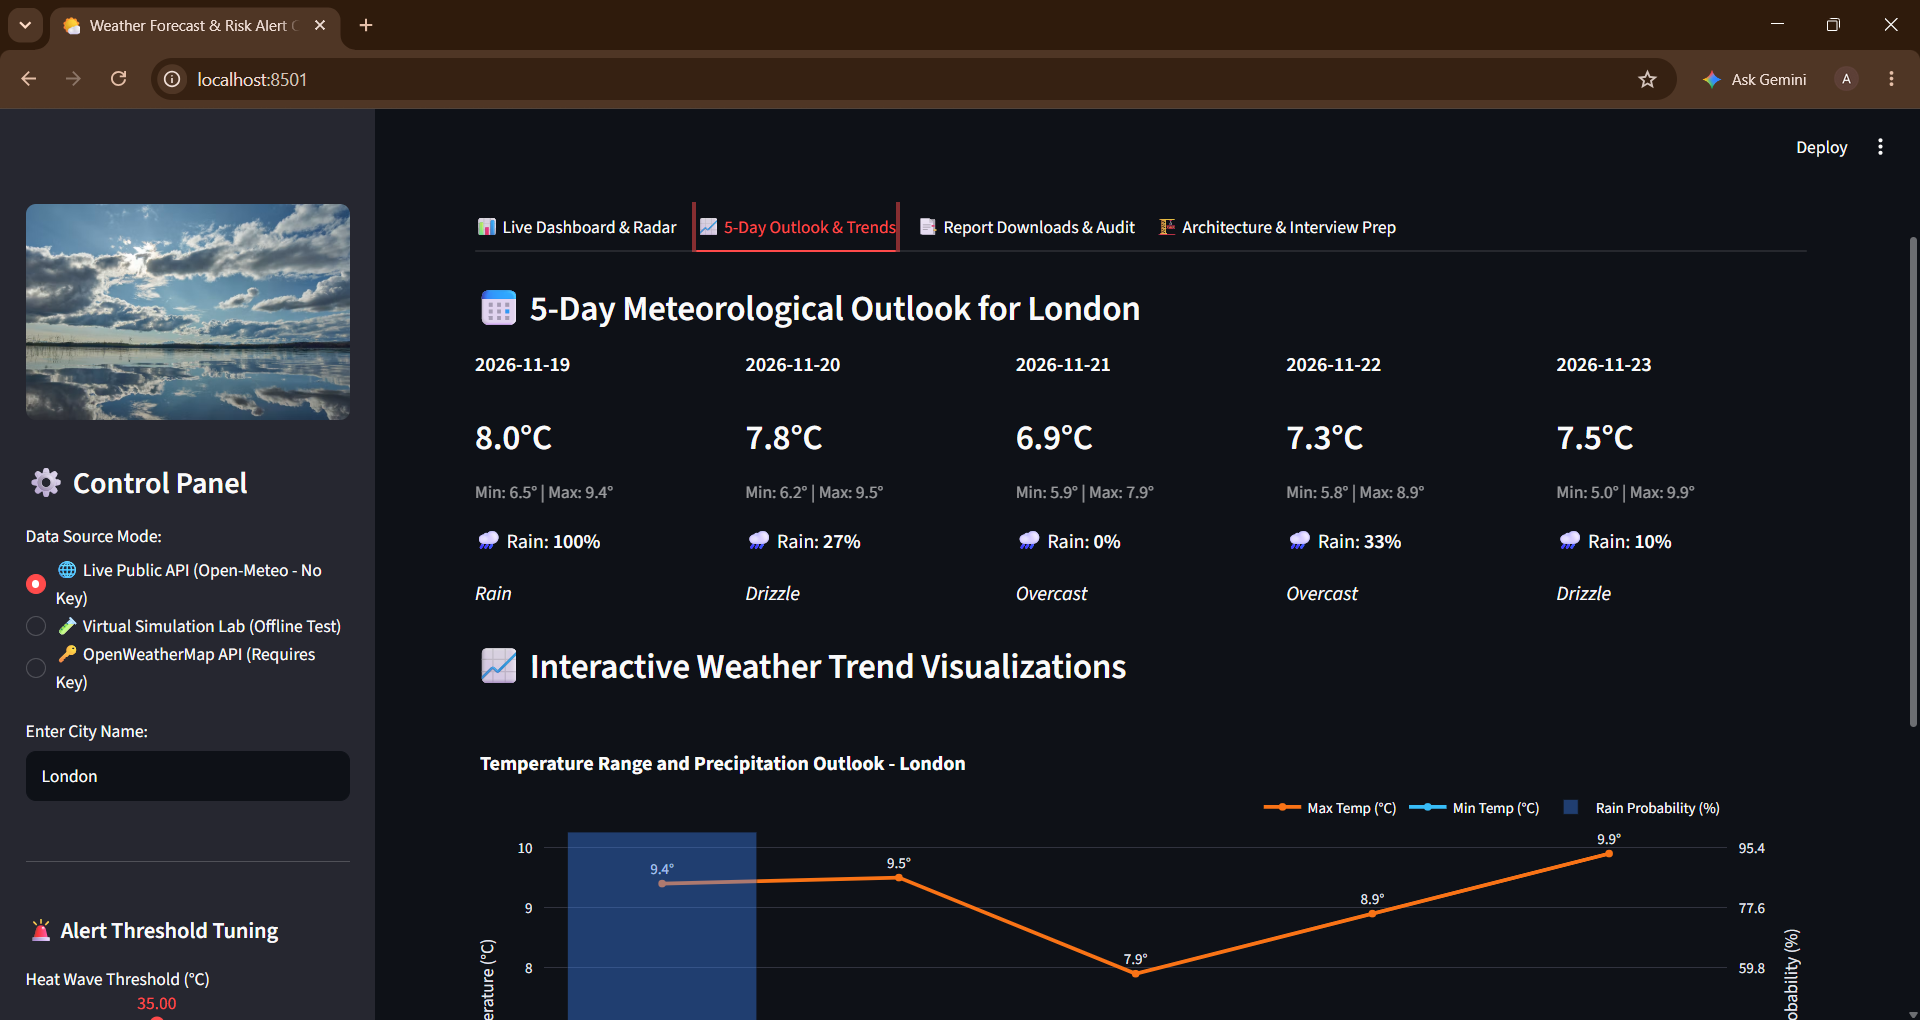 Weather Forecast & Risk Alert
localhost:8501
Ask Gemini
A
Deploy
Control Panel
Data Source Mode:
Live Public API (Open-Meteo - No
Key)
Virtual Simulation Lab (Offline Test)
OpenWeatherMap API (Requires
Key)
Enter City Name:
London
Alert Threshold Tuning
Heat Wave Threshold (°C)
35.00
Live Dashboard & Radar
5-Day Outlook & Trends
Report Downloads & Audit
Architecture & Interview Prep
5-Day Meteorological Outlook for London
2026-11-19 2026-11-20 2026-11-21 2026-11-22 2026-11-23
8.0°C 7.8°C 6.9°C 7.3°C 7.5°C
Min: 6.5° | Max: 9.4° Min: 6.2° | Max: 9.5° Min: 5.9° | Max: 7.9° Min: 5.8° | Max: 8.9° Min: 5.0° | Max: 9.9°
Rain: 100% Rain: 27% Rain: 0% Rain: 33% Rain: 10%
Rain Drizzle Overcast Overcast Drizzle
Interactive Weather Trend Visualizations
Temperature Range and Precipitation Outlook - London
Max Temp (°C) Min Temp (°C) Rain Probability (%)
10 95.4
9 77.6
8 59.8
9.4° 9.5° 7.9° 8.9° 9.9°
erature (°C)
obability (%)